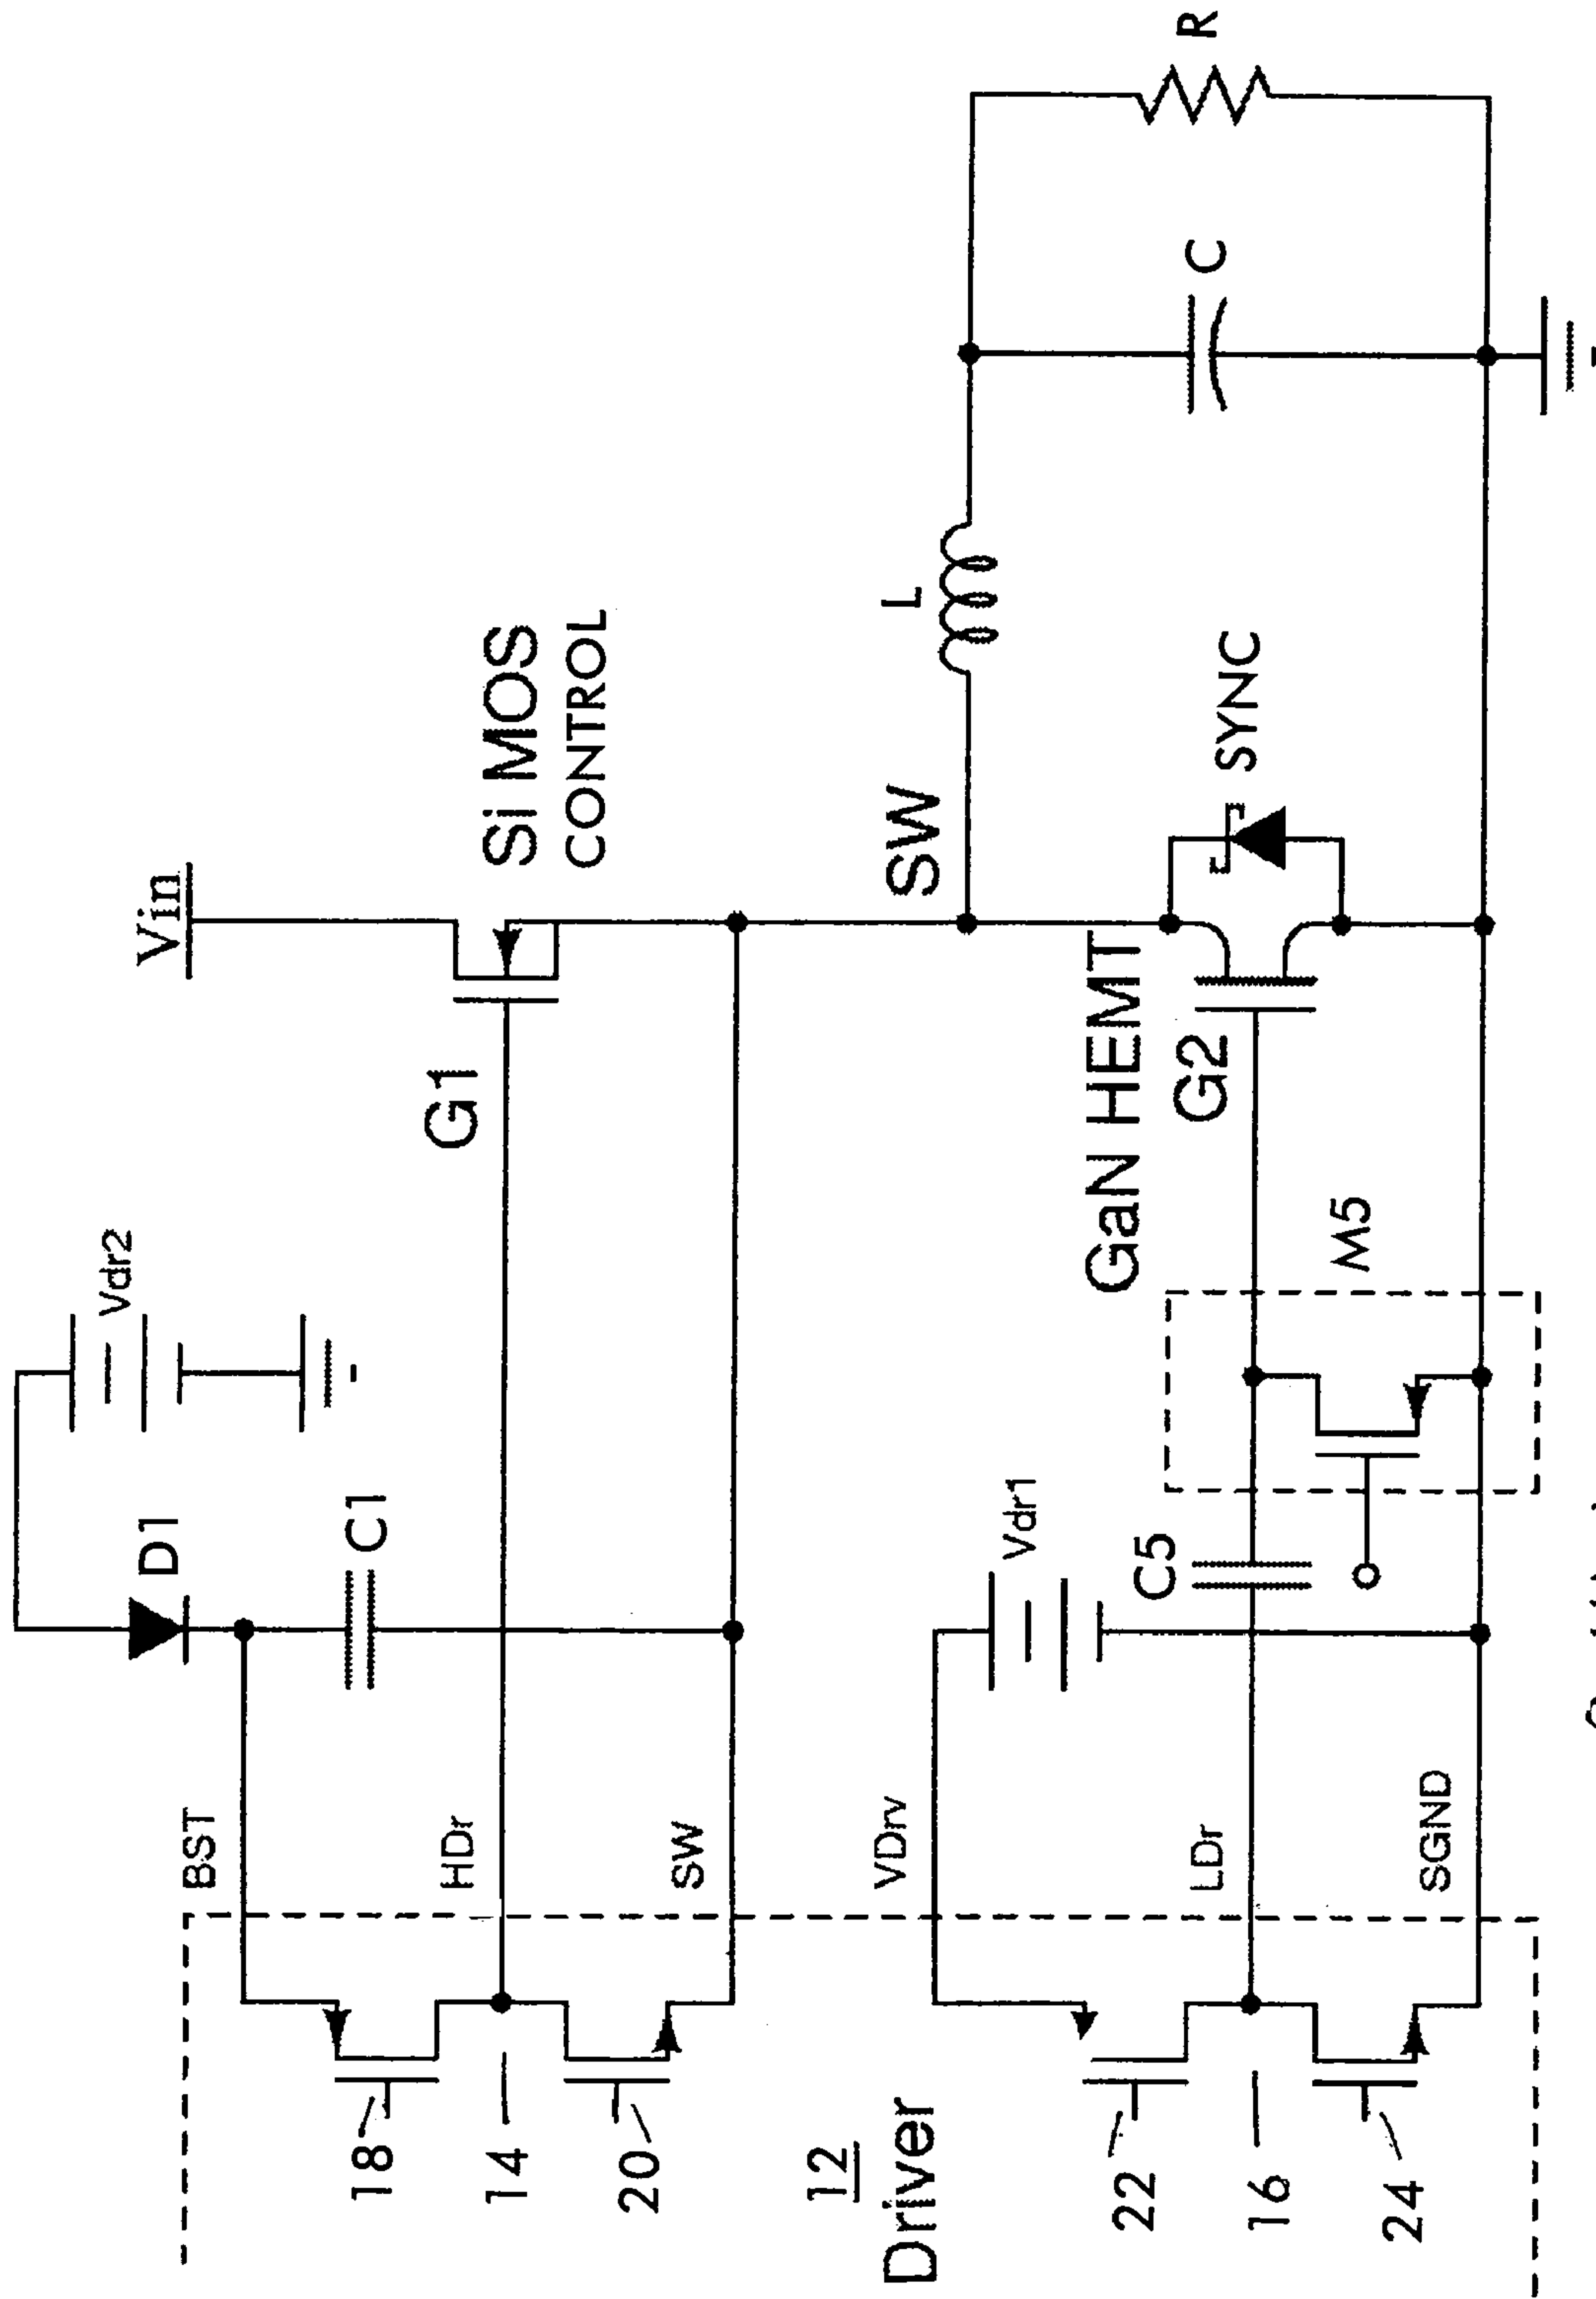 Vdr2
Vin
D1
C1
BST
G1
Si MOS
CONTROL
HDr
SW
18
14
20
12
Driver
VDrv
Vdr1
SW
L
GaN HEMT
G2
SYNC
C
R
C5
M5
LDr
SGND
22
16
24